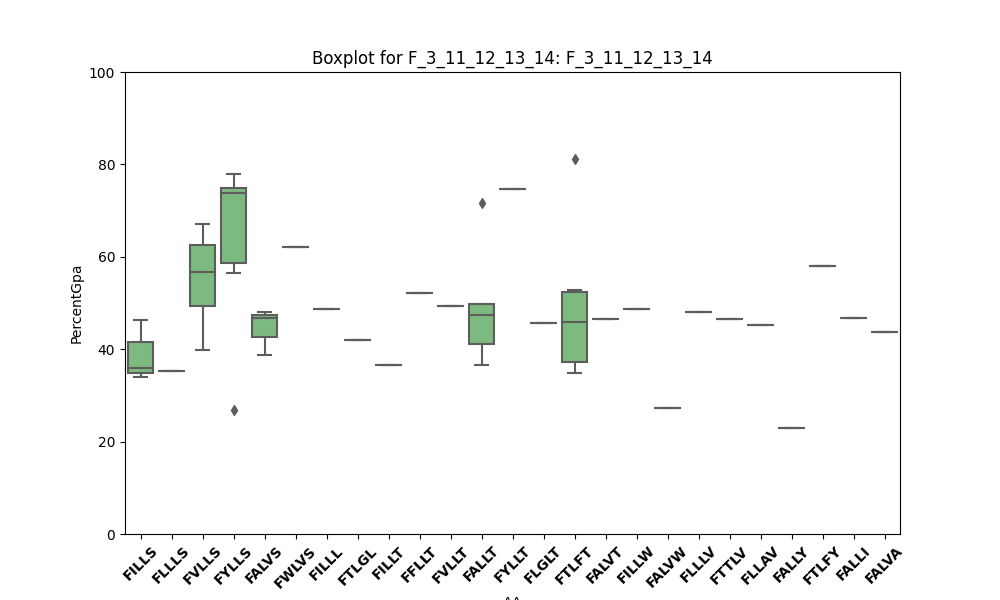 Boxplot for F_3_11_12_13_14: F_3_11_12_13_14
100
80
60
40
20
0
PercentGpa
FILLS
FLLLS
FVLLS
FYLLS
FALVS
FWLVS
FILLL
FTLGL
FILLT
FFLLT
FVLLT
FALLT
FYLLT
FLGLT
FTLFT
FALVT
FILLW
FALVW
FLLLV
FTTLV
FLLAV
FALLY
FTLFY
FALLI
FALVA
AA